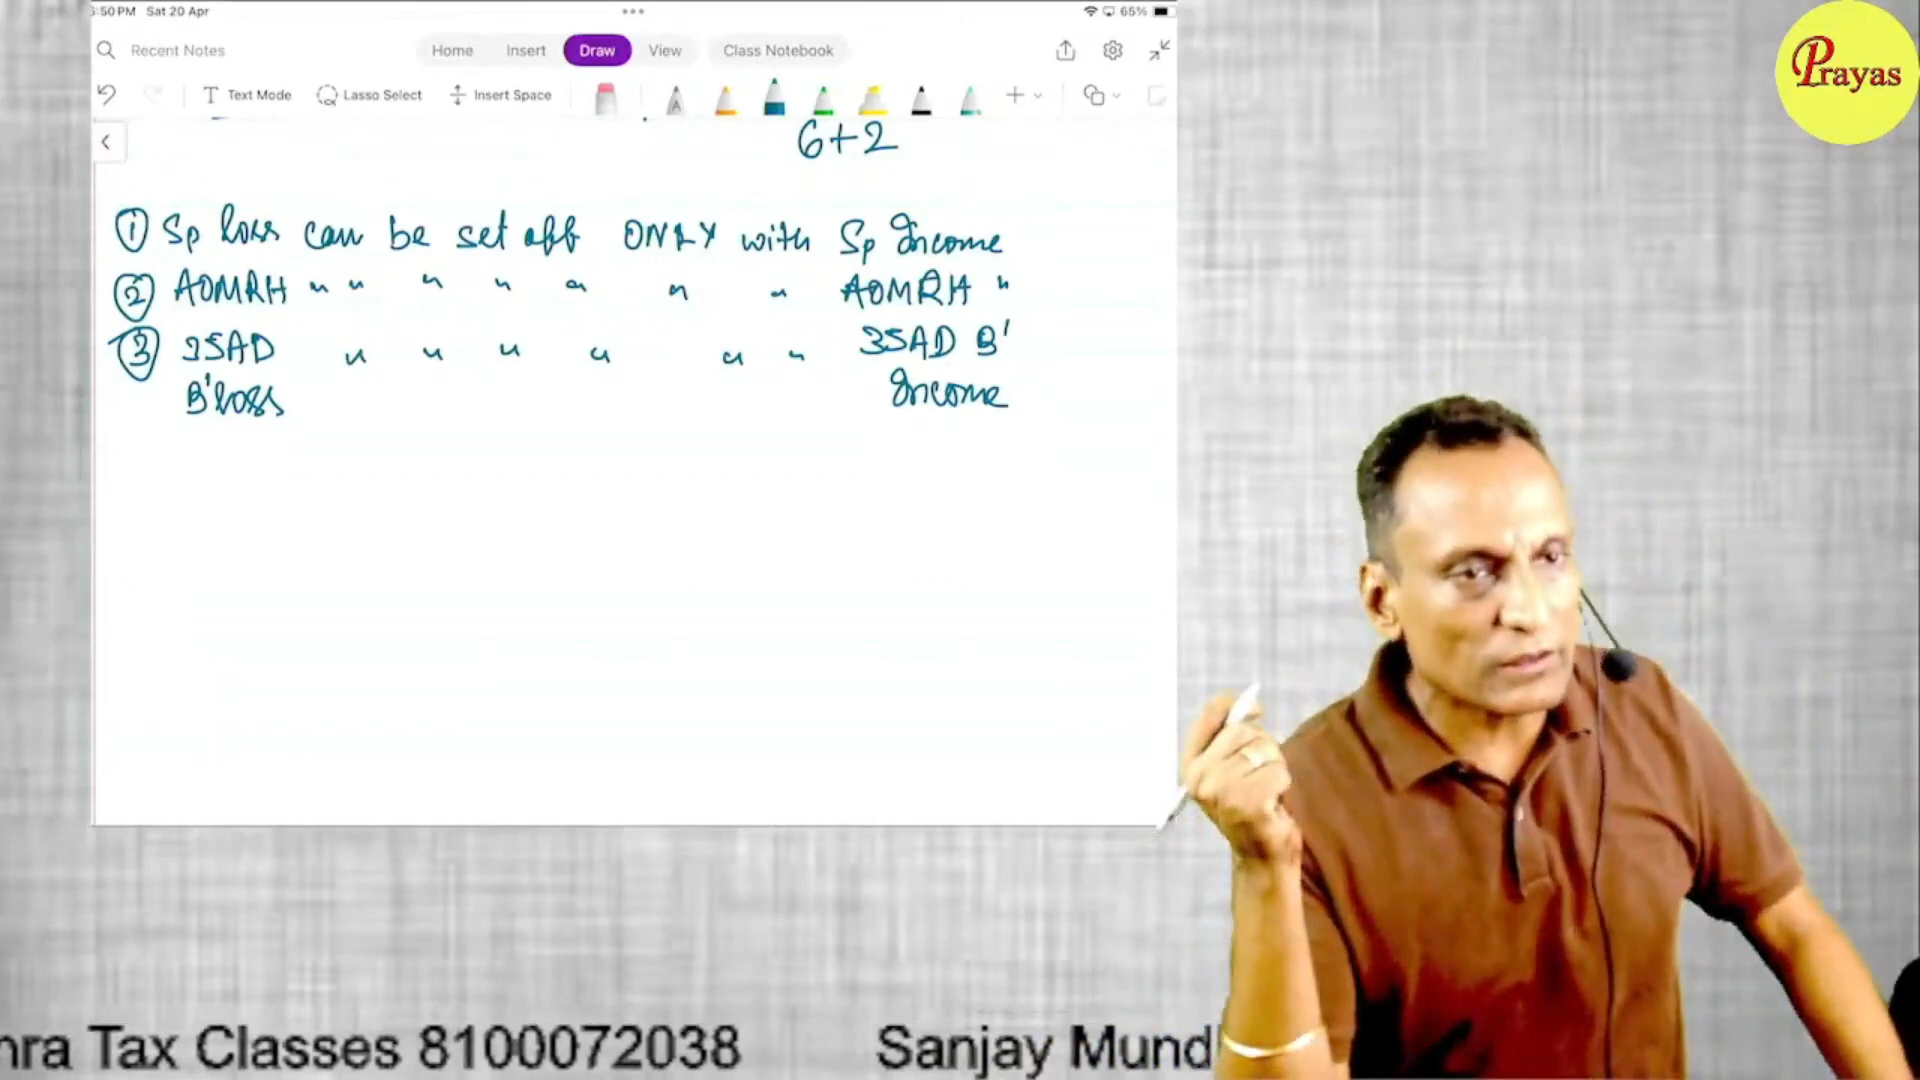 :50 PM Sat 20 Apr
65%
Recent Notes
Home Insert Draw View Class Notebook
Text Mode Lasso Select Insert Space
6+2
① Sp loss can be set off ONLY with Sp Income
② AOMRH " " " " " " " AOMRH "
③ 35AD " " " " " " 35AD B'
B'loss Income
Prayas
hra Tax Classes 8100072038 Sanjay Mund